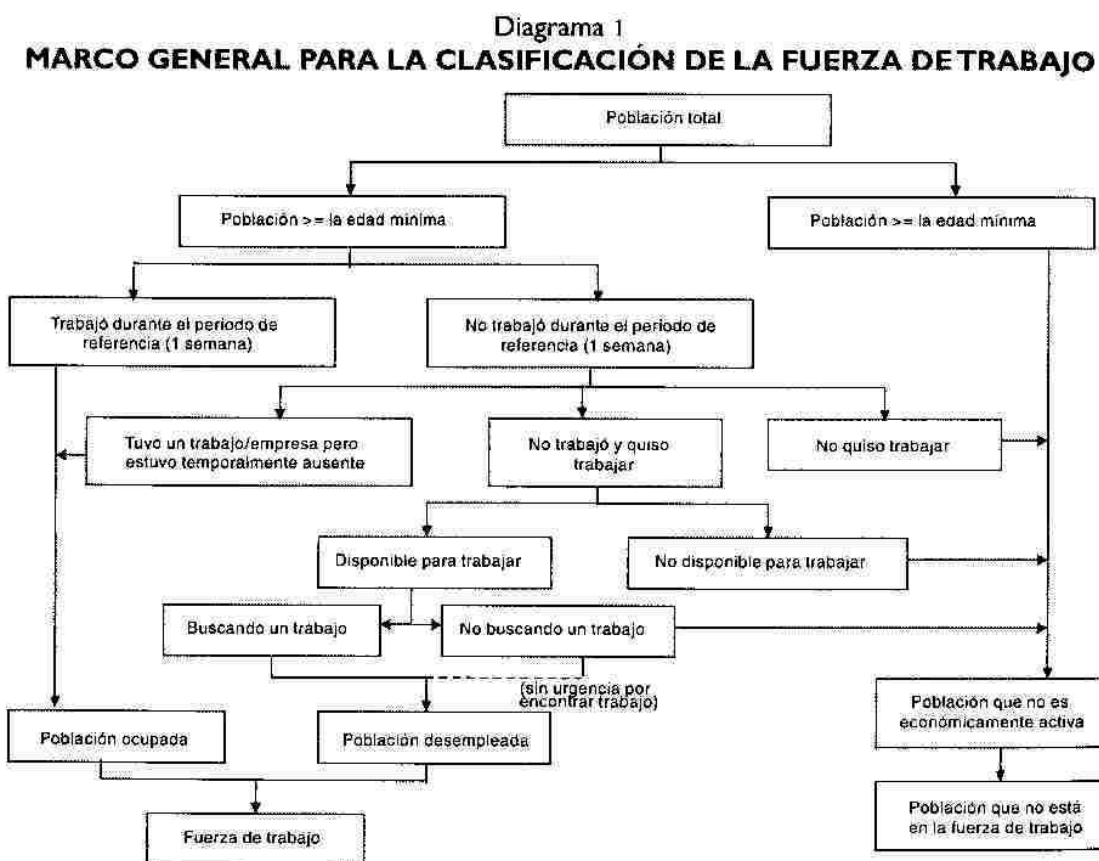 Diagrama 1
MARCO GENERAL PARA LA CLASIFICACIÓN DE LA FUERZA DE TRABAJO
Población total
Población >= la edad mínima
Población >= la edad mínima
Trabajó durante el período de
referencia (1 semana)
No trabajó durante el período de
referencia (1 semana)
Tuvo un trabajo/empresa pero
estuvo temporalmente ausente
No trabajó y quiso
trabajar
No quiso trabajar
Disponible para trabajar
No disponible para trabajar
Buscando un trabajo
No buscando un trabajo
(sin urgencia por
encontrar trabajo)
Población ocupada
Población desempleada
Población que no es
económicamente activa
Fuerza de trabajo
Población que no está
en la fuerza de trabajo